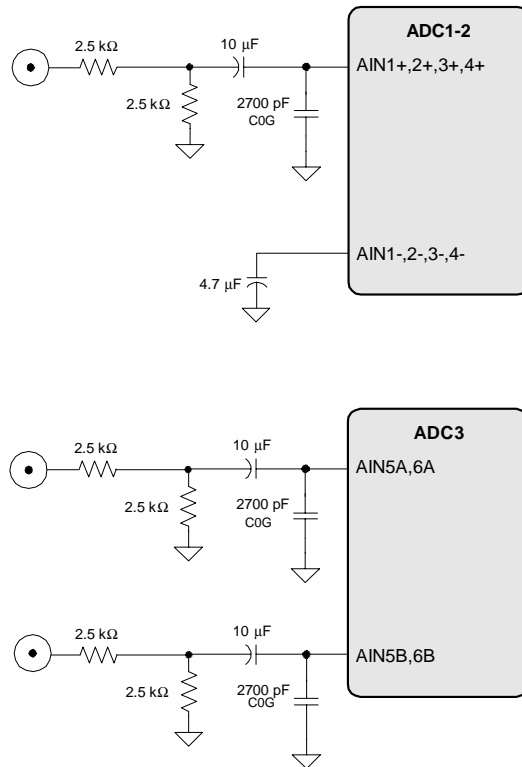 ADC1-2
10 µF
2.5 kΩ
AIN1+,2+,3+,4+
2.5 kΩ
2700 pF
C0G
AIN1-,2-,3-,4-
4.7 µF
ADC3
2.5 kΩ
10 µF
AIN5A,6A
2.5 kΩ
2700 pF
C0G
2.5 kΩ
10 µF
AIN5B,6B
2.5 kΩ
2700 pF
C0G